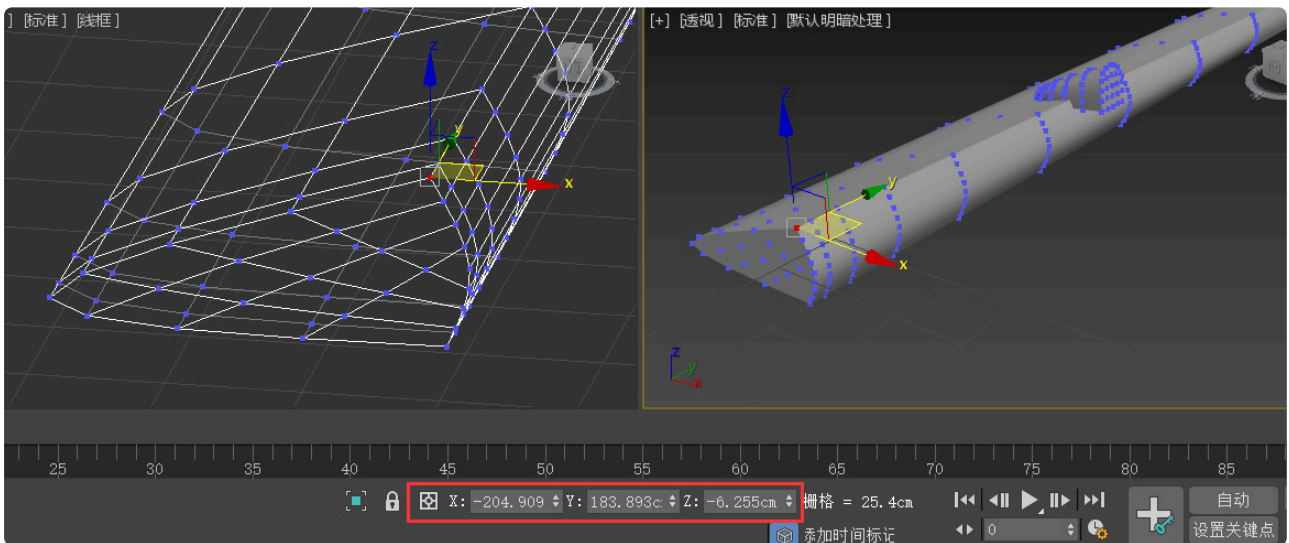 ] [标准] [线框]
[+] [透视] [标准] [默认明暗处理]
z
y
x
z
y
x
z
y
x
25 30 35 40 45 50 55 60 65 70 75 80 85
X: -204.909 Y: 183.893c Z: -6.255cm 栅格 = 25.4cm
自动
添加时间标记
0
设置关键点